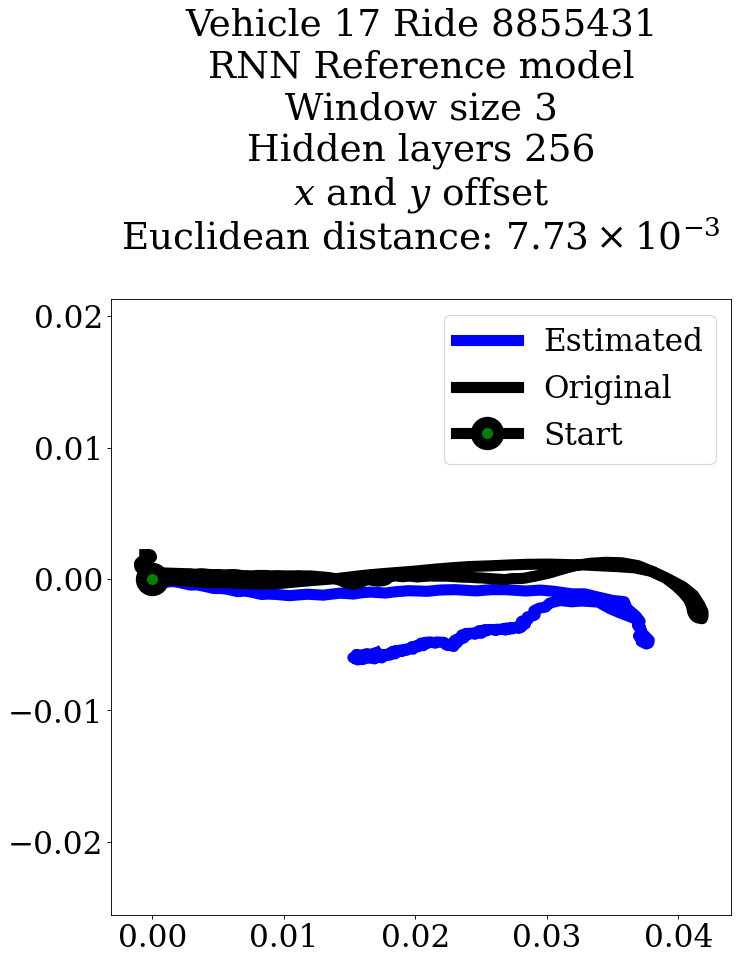 Vehicle 17 Ride 8855431
RNN Reference model
Window size 3
Hidden layers 256
x and y offset
Euclidean distance: 7.73 × 10⁻³
Estimated
Original
Start
0.02
0.01
0.00
−0.01
−0.02
0.00 0.01 0.02 0.03 0.04